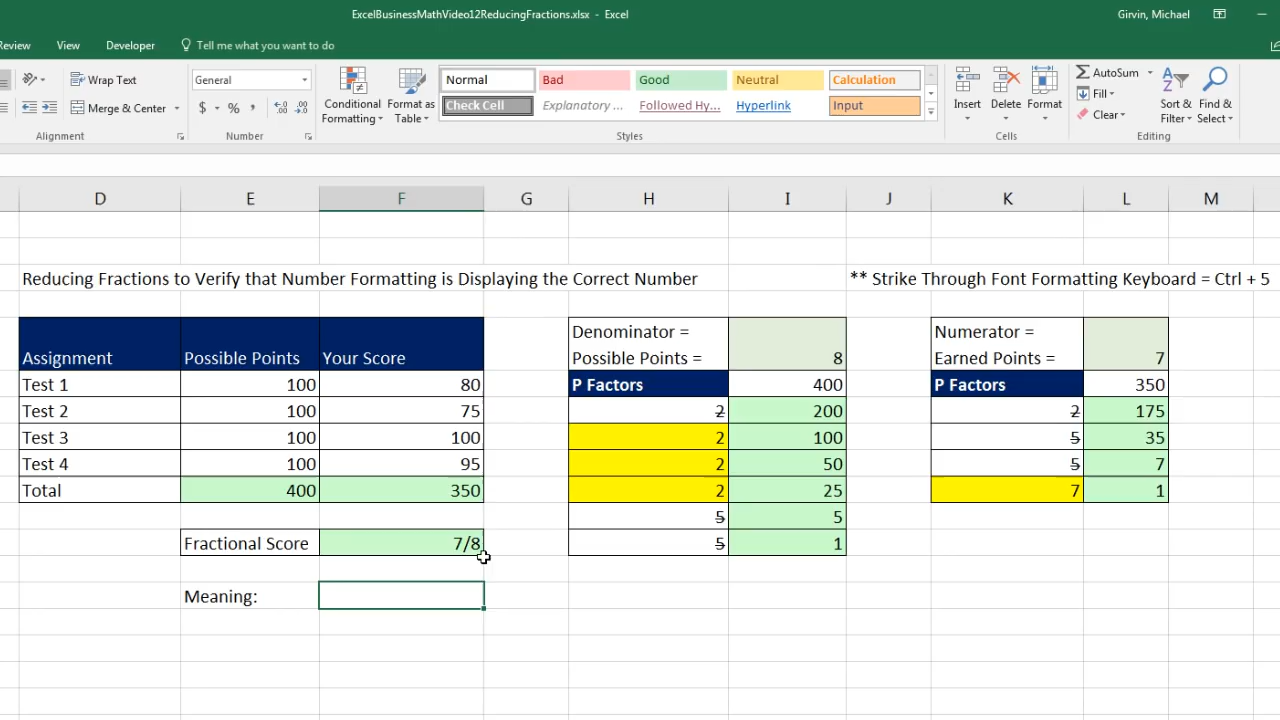 ExcelBusinessMathVideo12ReducingFractions.xlsx - Excel
Girvin, Michael
Review View Developer Tell me what you want to do
Wrap Text
Merge & Center
Alignment
General
$ % ,
Number
Conditional Formatting
Format as Table
Normal Bad Good Neutral Calculation
Check Cell Explanatory ... Followed Hy... Hyperlink Input
Styles
Insert Delete Format
Cells
AutoSum
Fill
Clear
Sort & Filter
Find & Select
Editing
D E F G H I J K L M
Reducing Fractions to Verify that Number Formatting is Displaying the Correct Number
** Strike Through Font Formatting Keyboard = Ctrl + 5
Assignment Possible Points Your Score
Test 1 100 80
Test 2 100 75
Test 3 100 100
Test 4 100 95
Total 400 350
Fractional Score 7/8
Meaning:
Denominator =
Possible Points = 8
P Factors 400
2 200
2 100
2 50
2 25
5 5
5 1
Numerator =
Earned Points = 7
P Factors 350
2 175
5 35
5 7
7 1